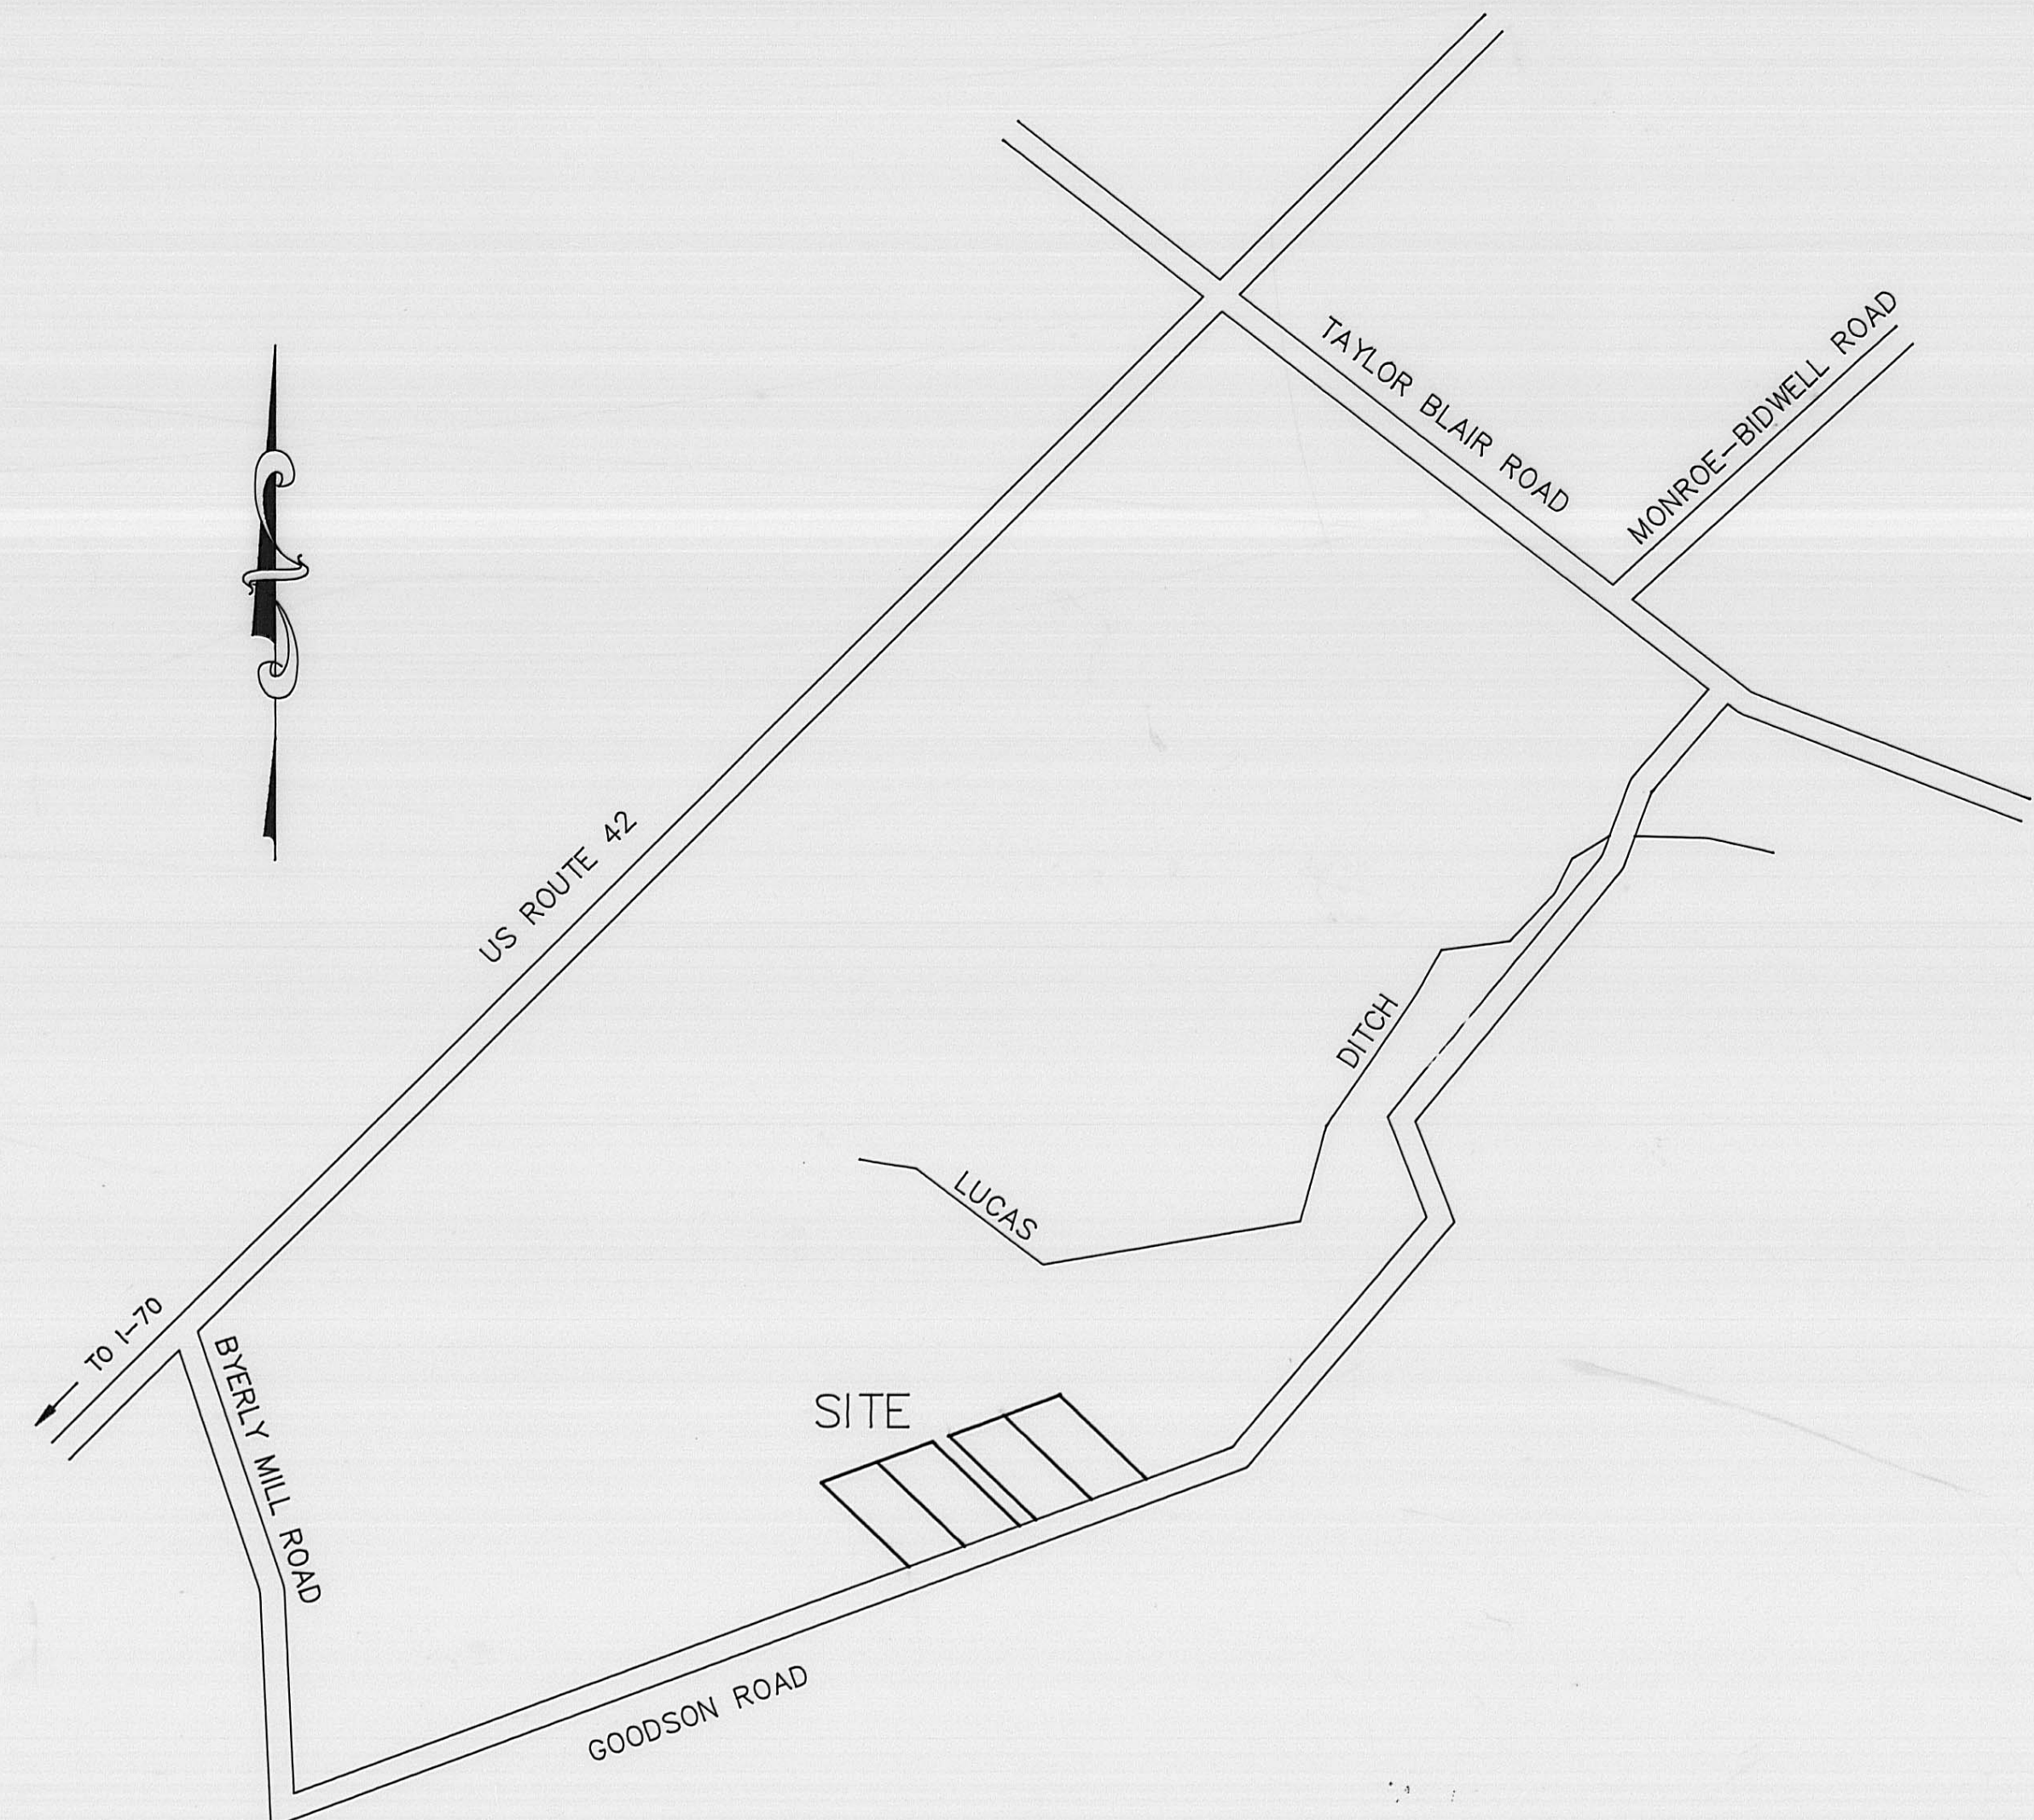 TAYLOR BLAIR ROAD
MONROE-BIDWELL ROAD
US ROUTE 42
DITCH
LUCAS
TO I-70
BYERLY MILL ROAD
SITE
GOODSON ROAD